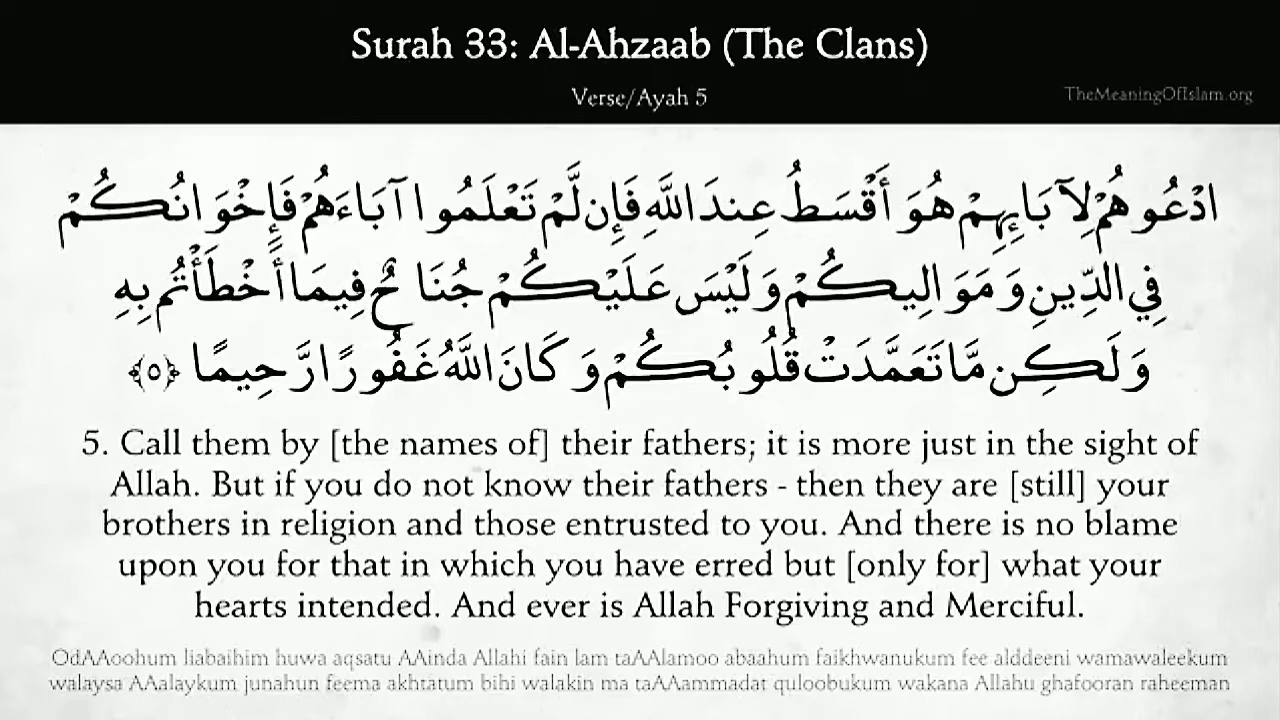 Surah 33: Al-Ahzaab (The Clans)
Verse/Ayah 5
TheMeaningOfIslam.org
ادْعُوهُمْ لِآبَائِهِمْ هُوَ أَقْسَطُ عِندَ اللَّهِ فَإِن لَّمْ تَعْلَمُوا آبَاءَهُمْ فَإِخْوَانُكُمْ
فِي الدِّينِ وَمَوَالِيكُمْ وَلَيْسَ عَلَيْكُمْ جُنَاحٌ فِيمَا أَخْطَأْتُم بِهِ
وَلَكِن مَّا تَعَمَّدَتْ قُلُوبُكُمْ وَكَانَ اللَّهُ غَفُورًا رَّحِيمًا ﴿٥﴾
5. Call them by [the names of] their fathers; it is more just in the sight of
Allah. But if you do not know their fathers - then they are [still] your
brothers in religion and those entrusted to you. And there is no blame
upon you for that in which you have erred but [only for] what your
hearts intended. And ever is Allah Forgiving and Merciful.
OdAAoohum liabaihim huwa aqsatu AAinda Allahi fain lam taAAlamoo abaahum faikhwanukum fee alddeeni wamawaleekum
walaysa AAalaykum junahun feema akhtatum bihi walakin ma taAAammadat quloobukum wakana Allahu ghafooran raheeman